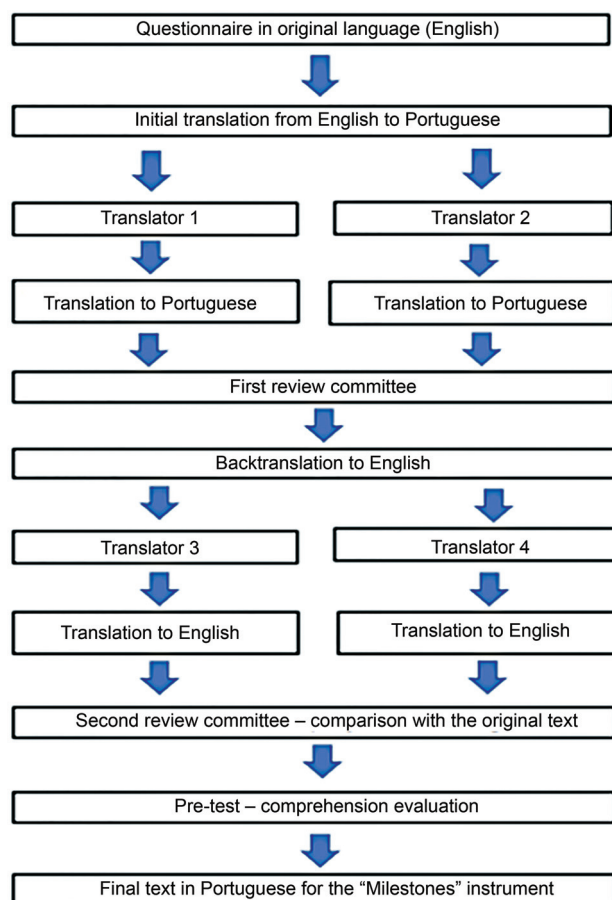 Questionnaire in original language (English)
Initial translation from English to Portuguese
Translator 1
Translator 2
Translation to Portuguese
Translation to Portuguese
First review committee
Backtranslation to English
Translator 3
Translator 4
Translation to English
Translation to English
Second review committee – comparison with the original text
Pre-test – comprehension evaluation
Final text in Portuguese for the “Milestones” instrument